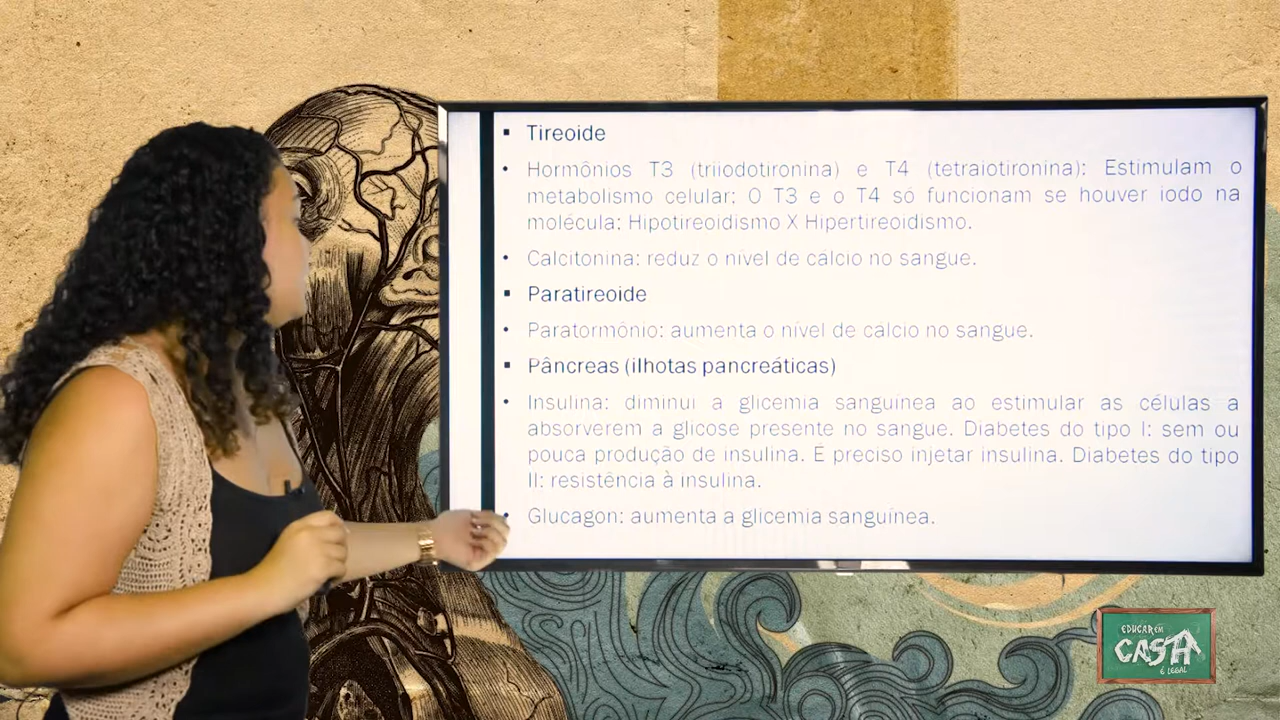 ▪ Tireoide
• Hormônios T3 (triiodotironina) e T4 (tetraiotironina): Estimulam o
metabolismo celular; O T3 e o T4 só funcionam se houver iodo na
molécula; Hipotireoidismo X Hipertireoidismo.
• Calcitonina: reduz o nível de cálcio no sangue.
▪ Paratireoide
• Paratormônio: aumenta o nível de cálcio no sangue.
▪ Pâncreas (ilhotas pancreáticas)
• Insulina: diminui a glicemia sanguínea ao estimular as células a
absorverem a glicose presente no sangue. Diabetes do tipo I: sem ou
pouca produção de insulina. É preciso injetar insulina. Diabetes do tipo
II: resistência à insulina.
• Glucagon: aumenta a glicemia sanguínea.
EDUCAR EM
CASA
É LEGAL